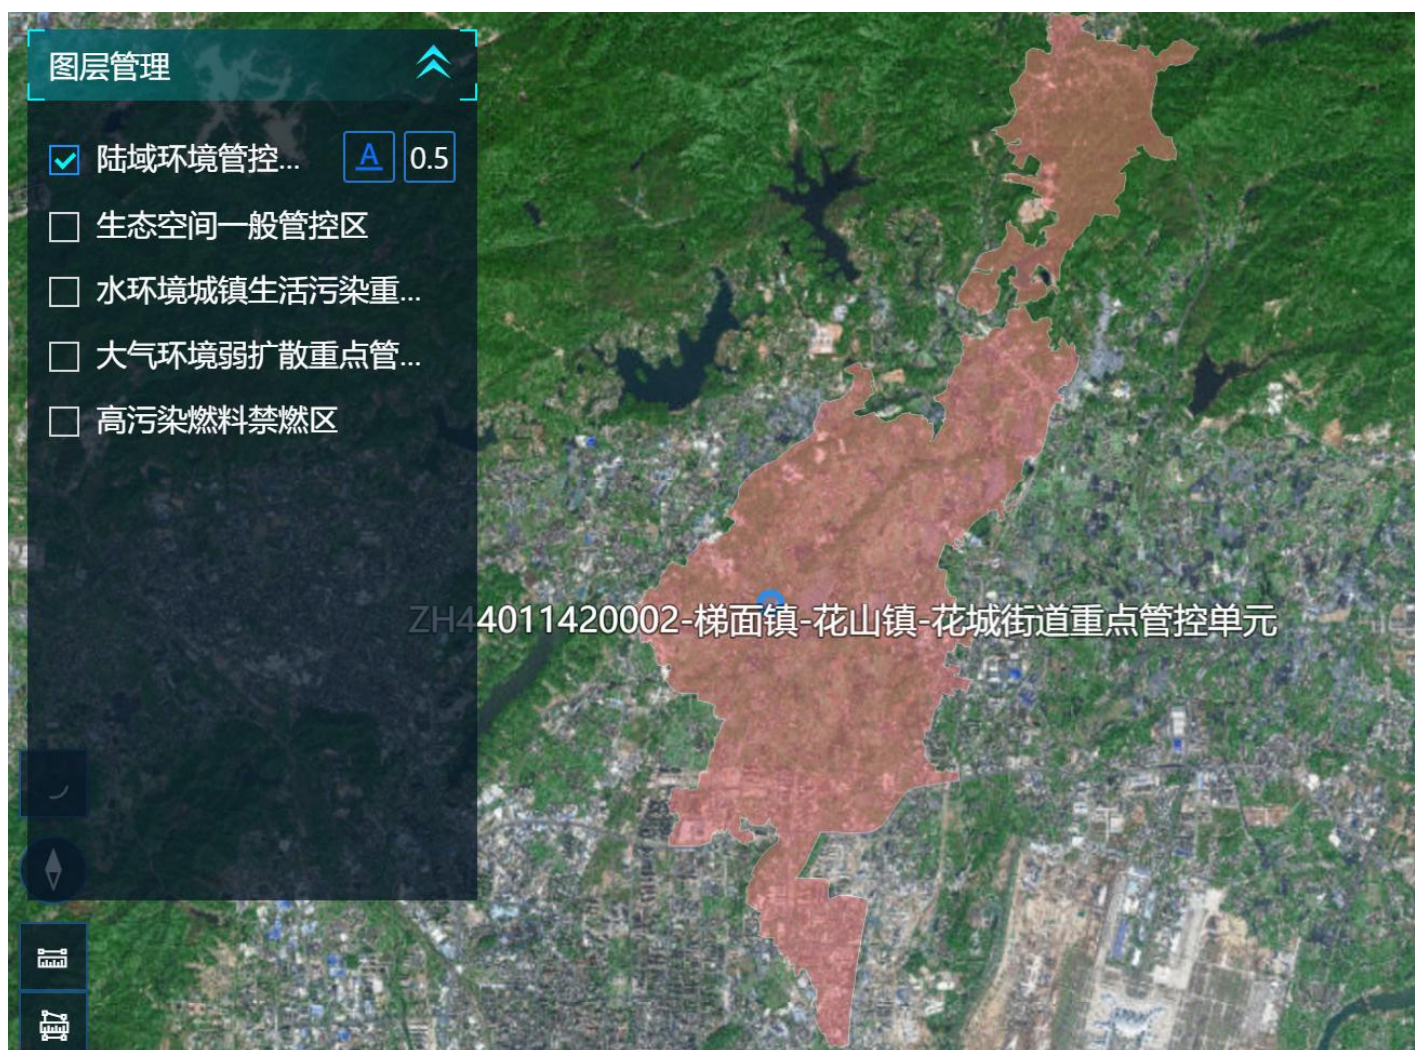 图层管理
陆域环境管控... A 0.5
生态空间一般管控区
水环境城镇生活污染重...
大气环境弱扩散重点管...
高污染燃料禁燃区
ZH44011420002-梯面镇-花山镇-花城街道重点管控单元